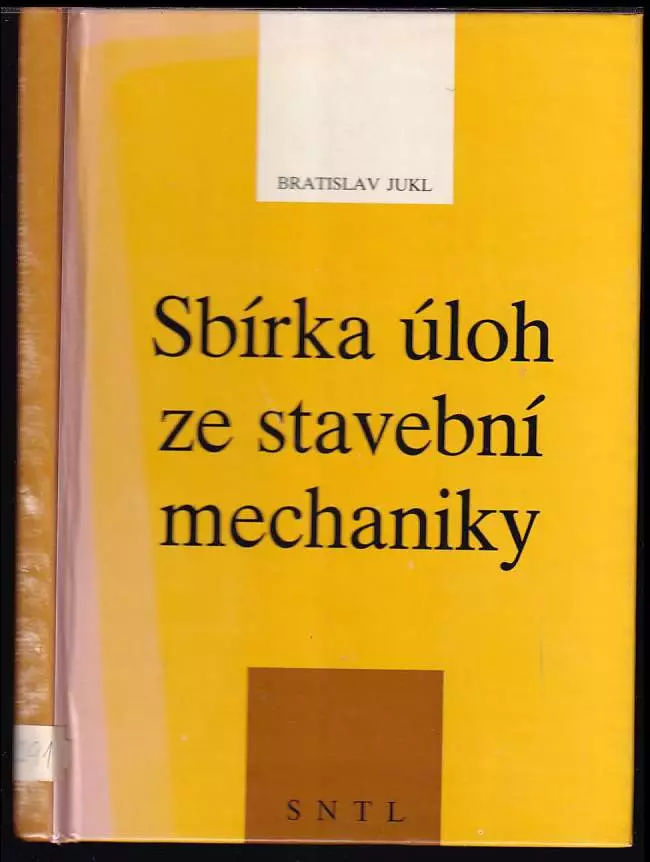 BRATISLAV JUKL
Sbírka úloh
ze stavební
mechaniky
SNTL